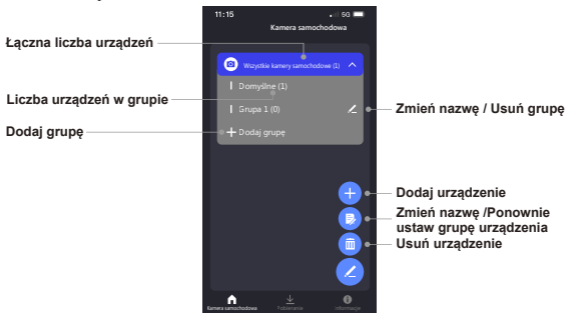 11:15
5G
Kamera samochodowa
Łączna liczba urządzeń
Wszystkie kamery samochodowe (1)
Domyślne (1)
Liczba urządzeń w grupie
Grupa 1 (0)
Zmień nazwę / Usuń grupę
Dodaj grupę
Dodaj grupę
Dodaj urządzenie
Zmień nazwę /Ponownie
ustaw grupę urządzenia
Usuń urządzenie
Kamera samochodowa
Pobieranie
Informacje